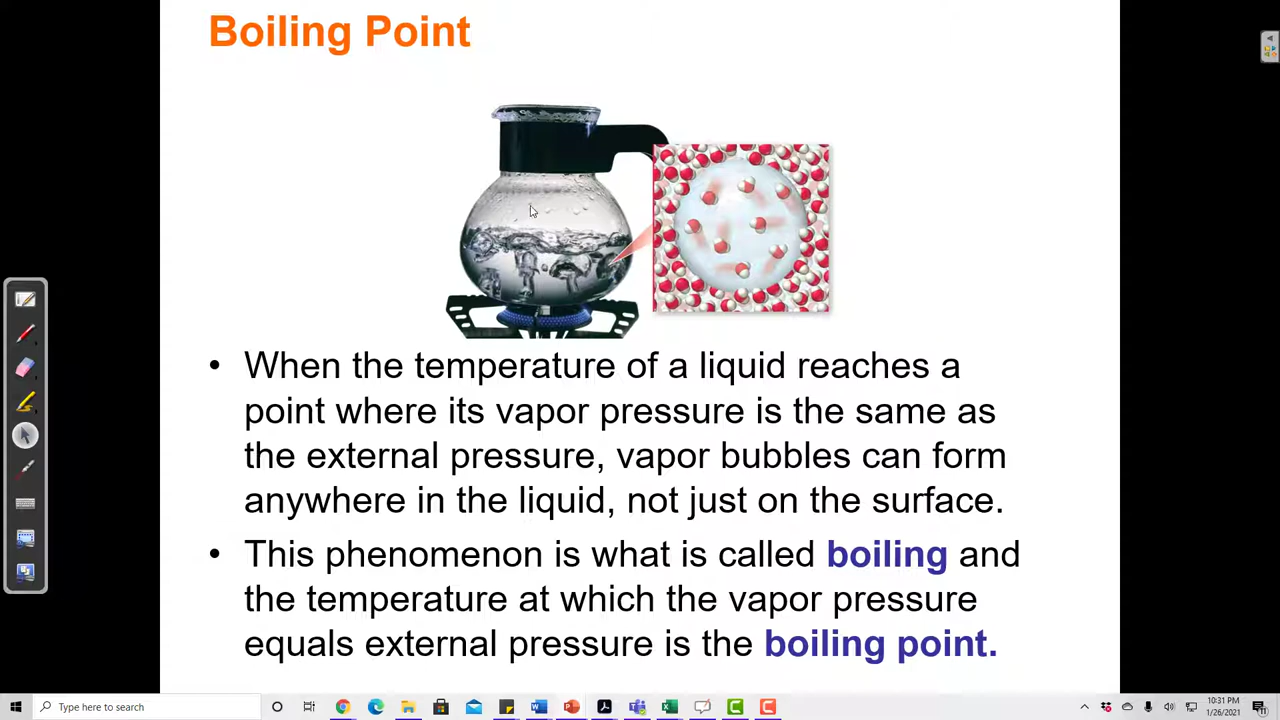 Boiling Point
• When the temperature of a liquid reaches a
point where its vapor pressure is the same as
the external pressure, vapor bubbles can form
anywhere in the liquid, not just on the surface.
• This phenomenon is what is called boiling and
the temperature at which the vapor pressure
equals external pressure is the boiling point.
Type here to search
10:31 PM
1/26/2021